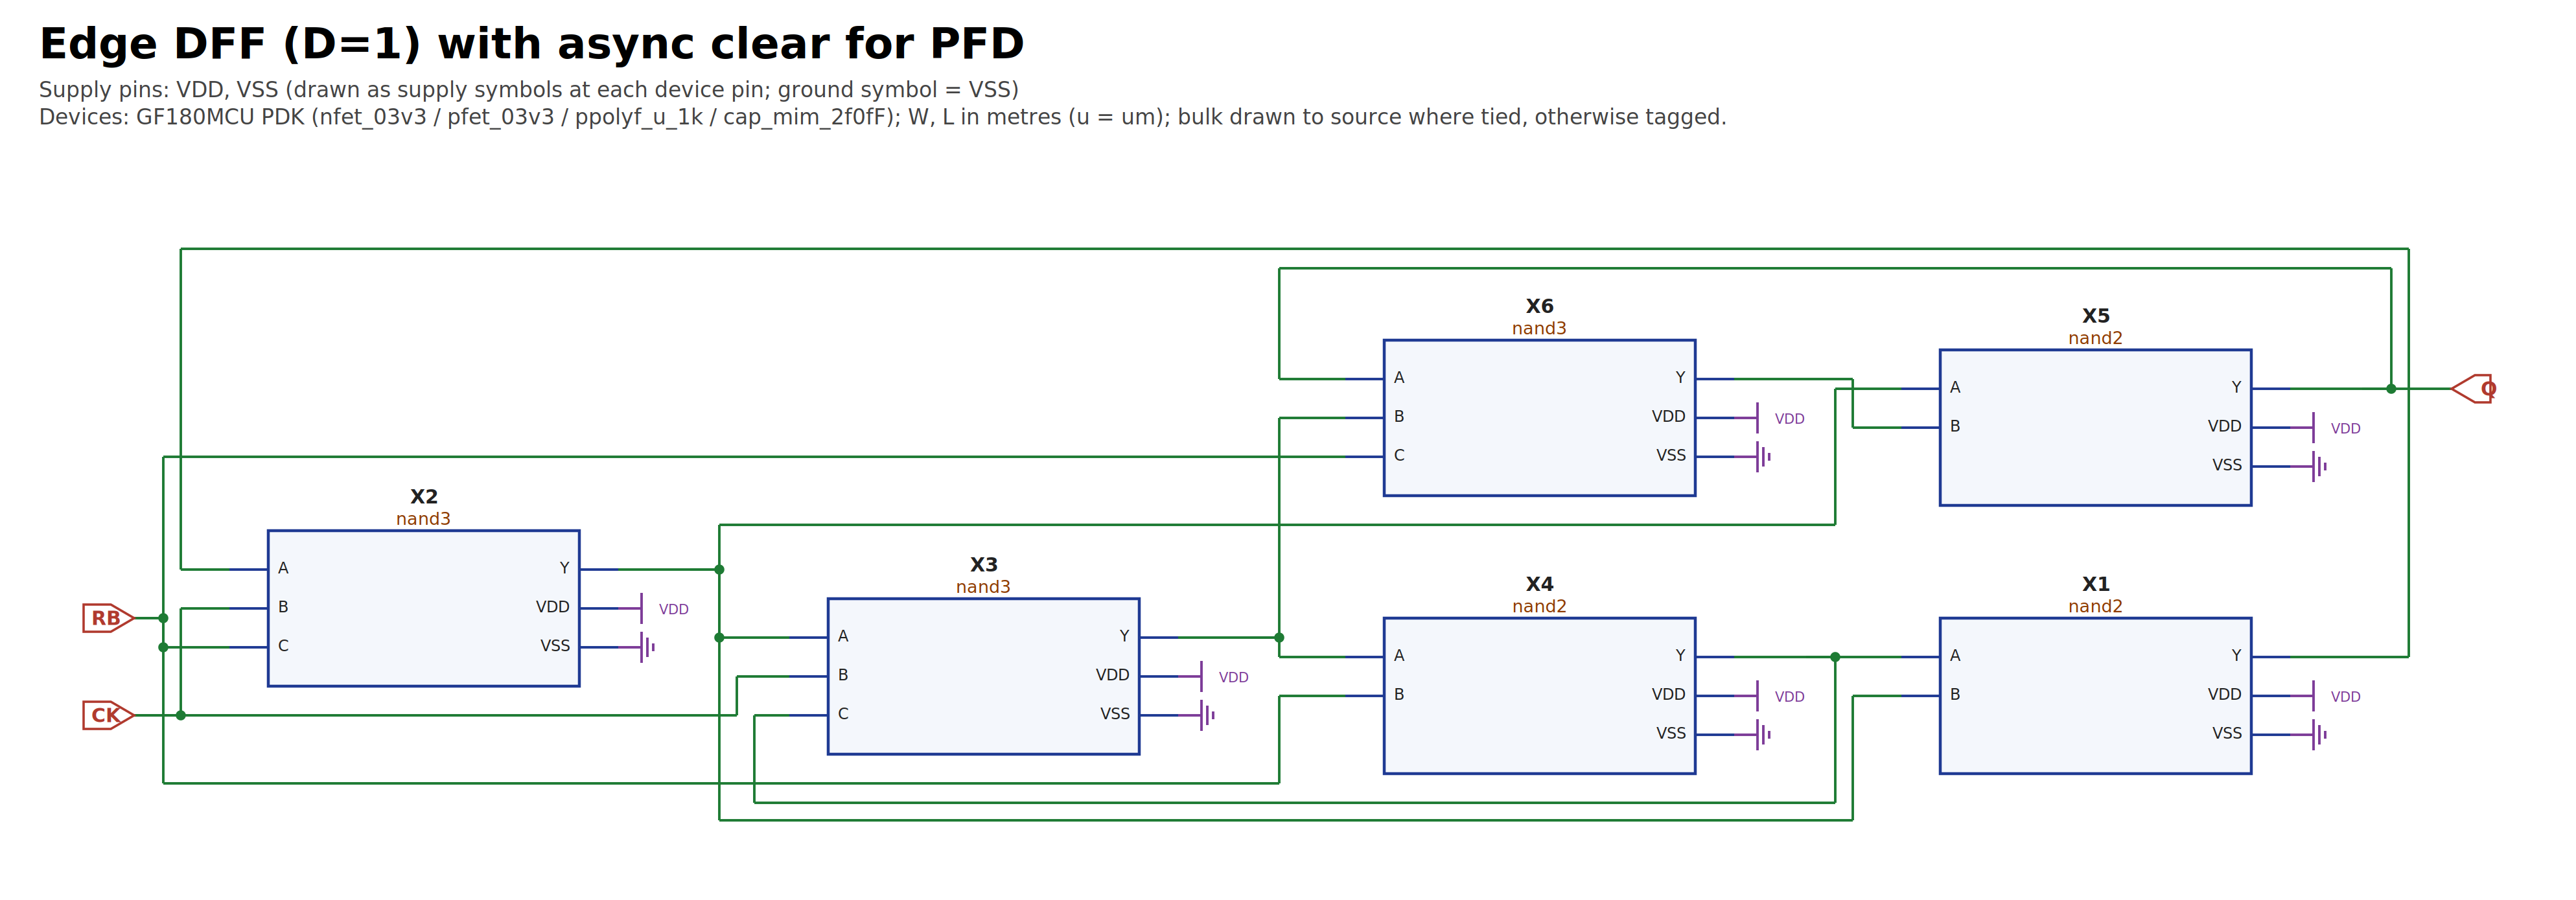 Edge DFF (D=1) with async clear for PFD
Supply pins: VDD, VSS (drawn as supply symbols at each device pin; ground symbol = VSS)
Devices: GF180MCU PDK (nfet_03v3 / pfet_03v3 / ppolyf_u_1k / cap_mim_2f0fF); W, L in metres (u = um); bulk drawn to source where tied, otherwise tagged.
X6
nand3
A
B
C
Y
VDD
VSS
VDD
X5
nand2
A
B
Y
VDD
VSS
VDD
Q
X2
nand3
A
B
C
Y
VDD
VSS
VDD
RB
CK
X3
nand3
A
B
C
Y
VDD
VSS
VDD
X4
nand2
A
B
Y
VDD
VSS
VDD
X1
nand2
A
B
Y
VDD
VSS
VDD